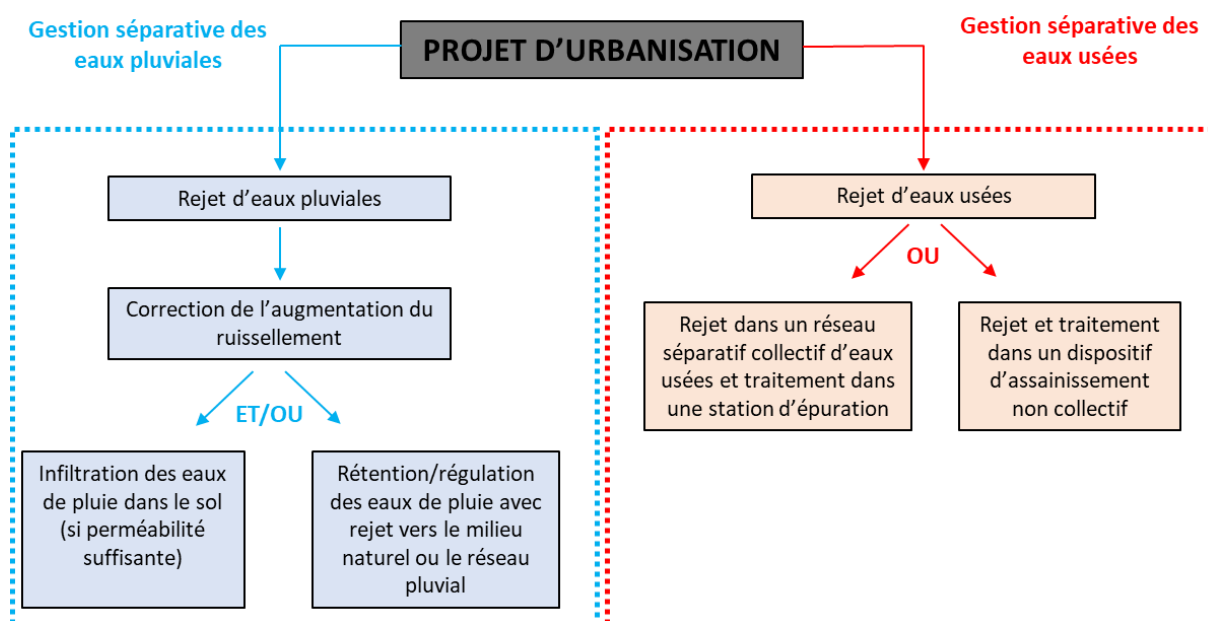 Gestion séparative des
eaux pluviales
PROJET D’URBANISATION
Gestion séparative des
eaux usées
Rejet d’eaux pluviales
Correction de l’augmentation du
ruissellement
ET/OU
Infiltration des eaux
de pluie dans le sol
(si perméabilité
suffisante)
Rétention/régulation
des eaux de pluie avec
rejet vers le milieu
naturel ou le réseau
pluvial
Rejet d’eaux usées
OU
Rejet dans un réseau
séparatif collectif d’eaux
usées et traitement dans
une station d’épuration
Rejet et traitement
dans un dispositif
d’assainissement
non collectif